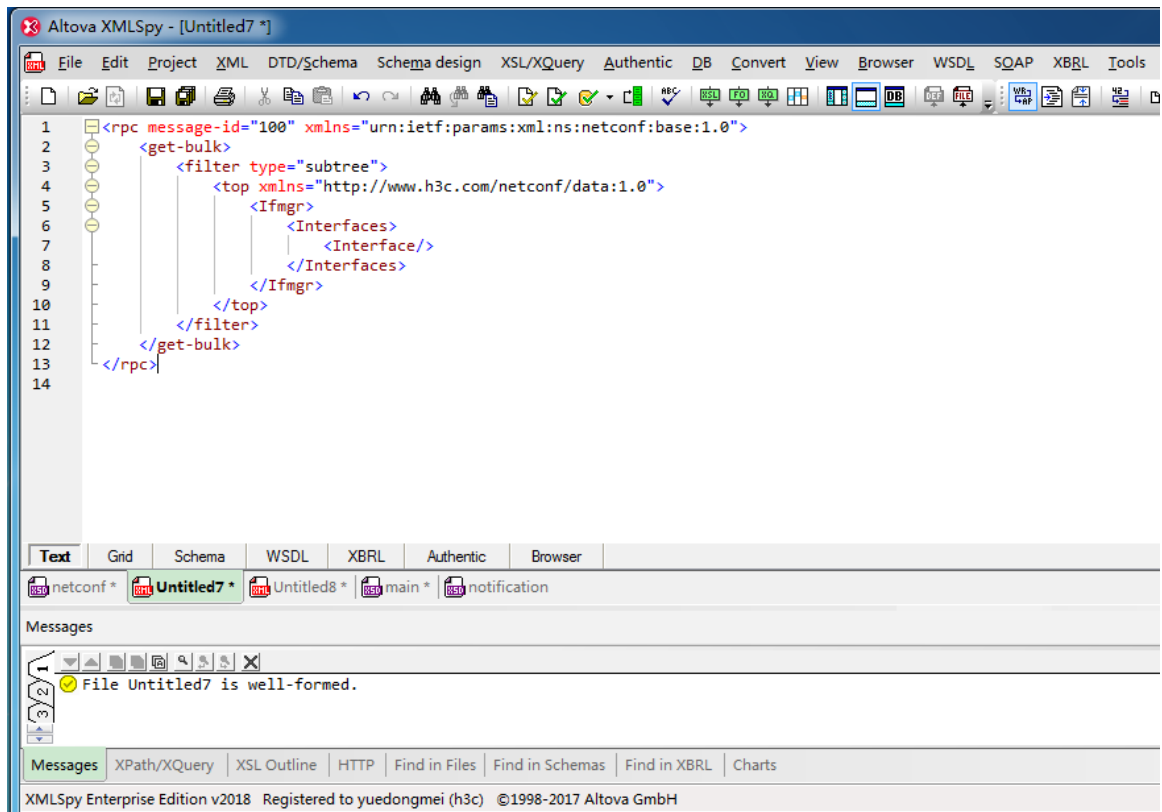 Altova XMLSpy - [Untitled7 *]
File Edit Project XML DTD/Schema Schema design XSL/XQuery Authentic DB Convert View Browser WSDL SOAP XBRL Tools
1 <rpc message-id="100" xmlns="urn:ietf:params:xml:ns:netconf:base:1.0">
2 <get-bulk>
3 <filter type="subtree">
4 <top xmlns="http://www.h3c.com/netconf/data:1.0">
5 <Ifmgr>
6 <Interfaces>
7 <Interface/>
8 </Interfaces>
9 </Ifmgr>
10 </top>
11 </filter>
12 </get-bulk>
13 </rpc>
14
Text Grid Schema WSDL XBRL Authentic Browser
netconf * Untitled7 * Untitled8 * main * notification
Messages
File Untitled7 is well-formed.
1
2
3
Messages XPath/XQuery XSL Outline HTTP Find in Files Find in Schemas Find in XBRL Charts
XMLSpy Enterprise Edition v2018 Registered to yuedongmei (h3c) ©1998-2017 Altova GmbH